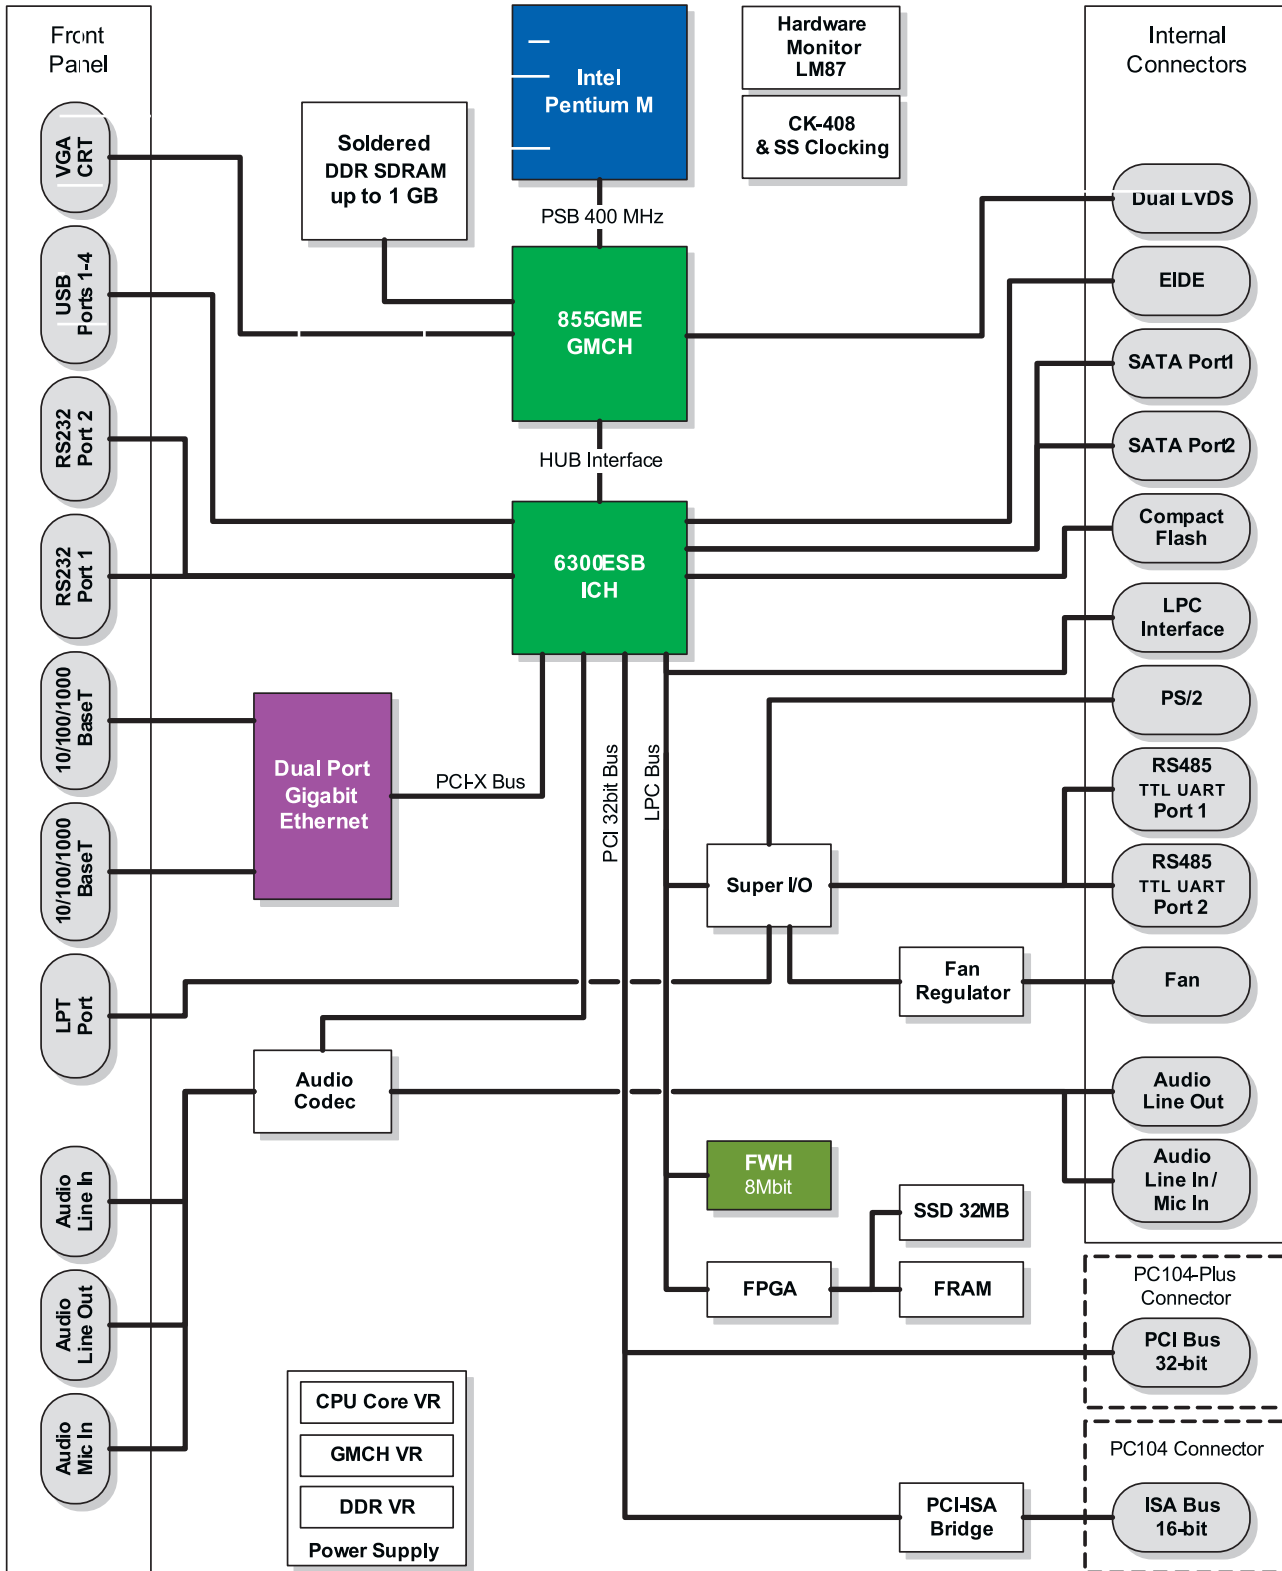 Front
Panel
VGA
CRT
USB
Ports 1-4
RS232
Port 2
RS232
Port 1
10/100/1000
BaseT
10/100/1000
BaseT
LPT
Port
Audio
Line In
Audio
Line Out
Audio
Mic In
Soldered
DDR SDRAM
up to 1 GB
Intel
Pentium M
Hardware
Monitor
LM87
CK-408
& SS Clocking
PSB 400 MHz
855GME
GMCH
HUB Interface
6300ESB
ICH
Dual Port
Gigabit
Ethernet
PCI-X Bus
PCI 32bit Bus
LPC Bus
Super I/O
Fan
Regulator
Audio
Codec
FWH
8Mbit
SSD 32MB
FPGA
FRAM
CPU Core VR
GMCH VR
DDR VR
Power Supply
PCI-ISA
Bridge
Internal
Connectors
Dual LVDS
EIDE
SATA Port1
SATA Port2
Compact
Flash
LPC
Interface
PS/2
RS485
TTL UART
Port 1
RS485
TTL UART
Port 2
Fan
Audio
Line Out
Audio
Line In/
Mic In
PC104-Plus
Connector
PCI Bus
32-bit
PC104 Connector
ISA Bus
16-bit